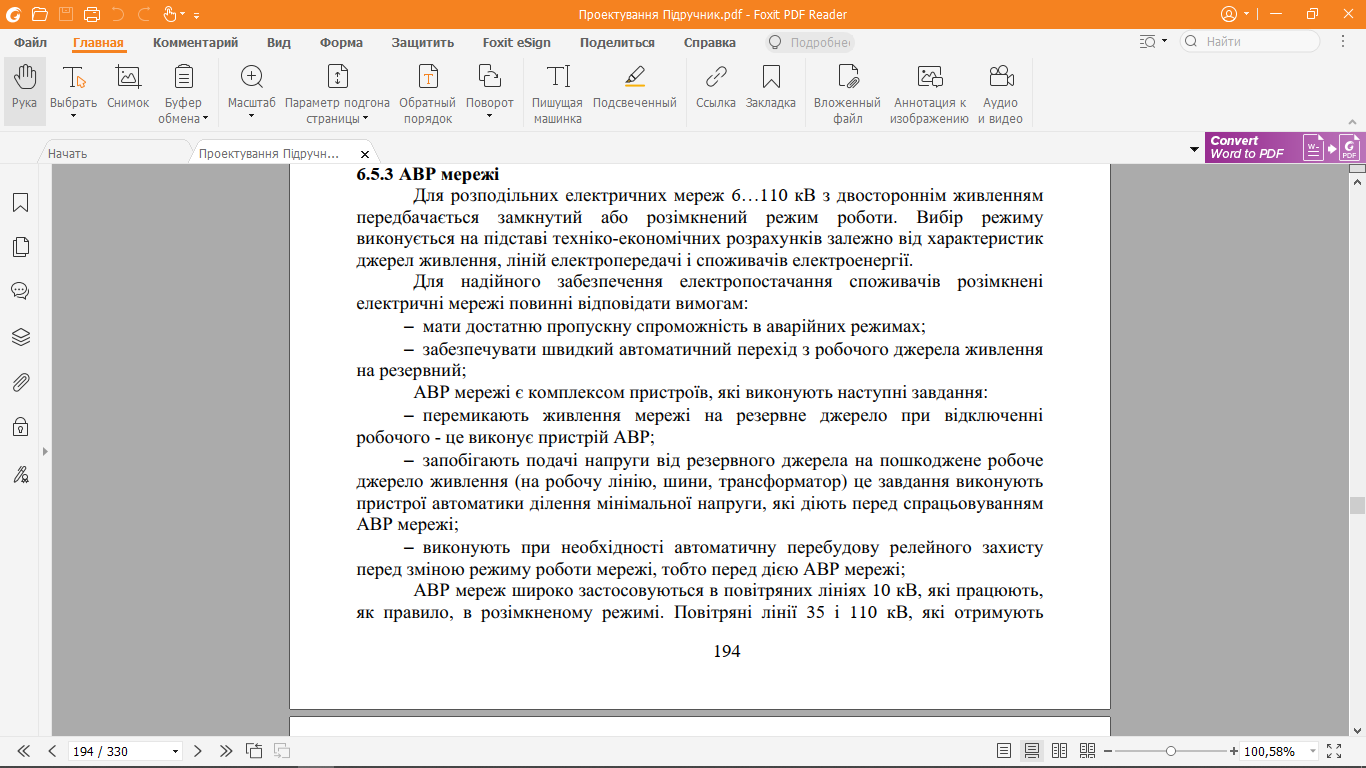 Проектування Підручник.pdf - Foxit PDF Reader
Файл Главная Комментарий Вид Форма Защитить Foxit eSign Поделиться Справка Подробнее Найти
Рука Выбрать Снимок Буфер обмена Масштаб Параметр подгона страницы Обратный порядок Поворот Пишущая машинка Подсвеченный Ссылка Закладка Вложенный файл Аннотация к изображению Аудио и видео
Начать Проектування Підручн... Convert Word to PDF
6.5.3 АВР мережі
Для розподільних електричних мереж 6…110 кВ з двостороннім живленням
передбачається замкнутий або розімкнений режим роботи. Вибір режиму
виконується на підставі техніко-економічних розрахунків залежно від характеристик
джерел живлення, ліній електропередачі і споживачів електроенергії.
Для надійного забезпечення електропостачання споживачів розімкнені
електричні мережі повинні відповідати вимогам:
– мати достатню пропускну спроможність в аварійних режимах;
– забезпечувати швидкий автоматичний перехід з робочого джерела живлення
на резервний;
АВР мережі є комплексом пристроїв, які виконують наступні завдання:
– перемикають живлення мережі на резервне джерело при відключенні
робочого - це виконує пристрій АВР;
– запобігають подачі напруги від резервного джерела на пошкоджене робоче
джерело живлення (на робочу лінію, шини, трансформатор) це завдання виконують
пристрої автоматики ділення мінімальної напруги, які діють перед спрацьовуванням
АВР мережі;
– виконують при необхідності автоматичну перебудову релейного захисту
перед зміною режиму роботи мережі, тобто перед дією АВР мережі;
АВР мереж широко застосовуються в повітряних лініях 10 кВ, які працюють,
як правило, в розімкненому режимі. Повітряні лінії 35 і 110 кВ, які отримують
194
194 / 330 100,58%